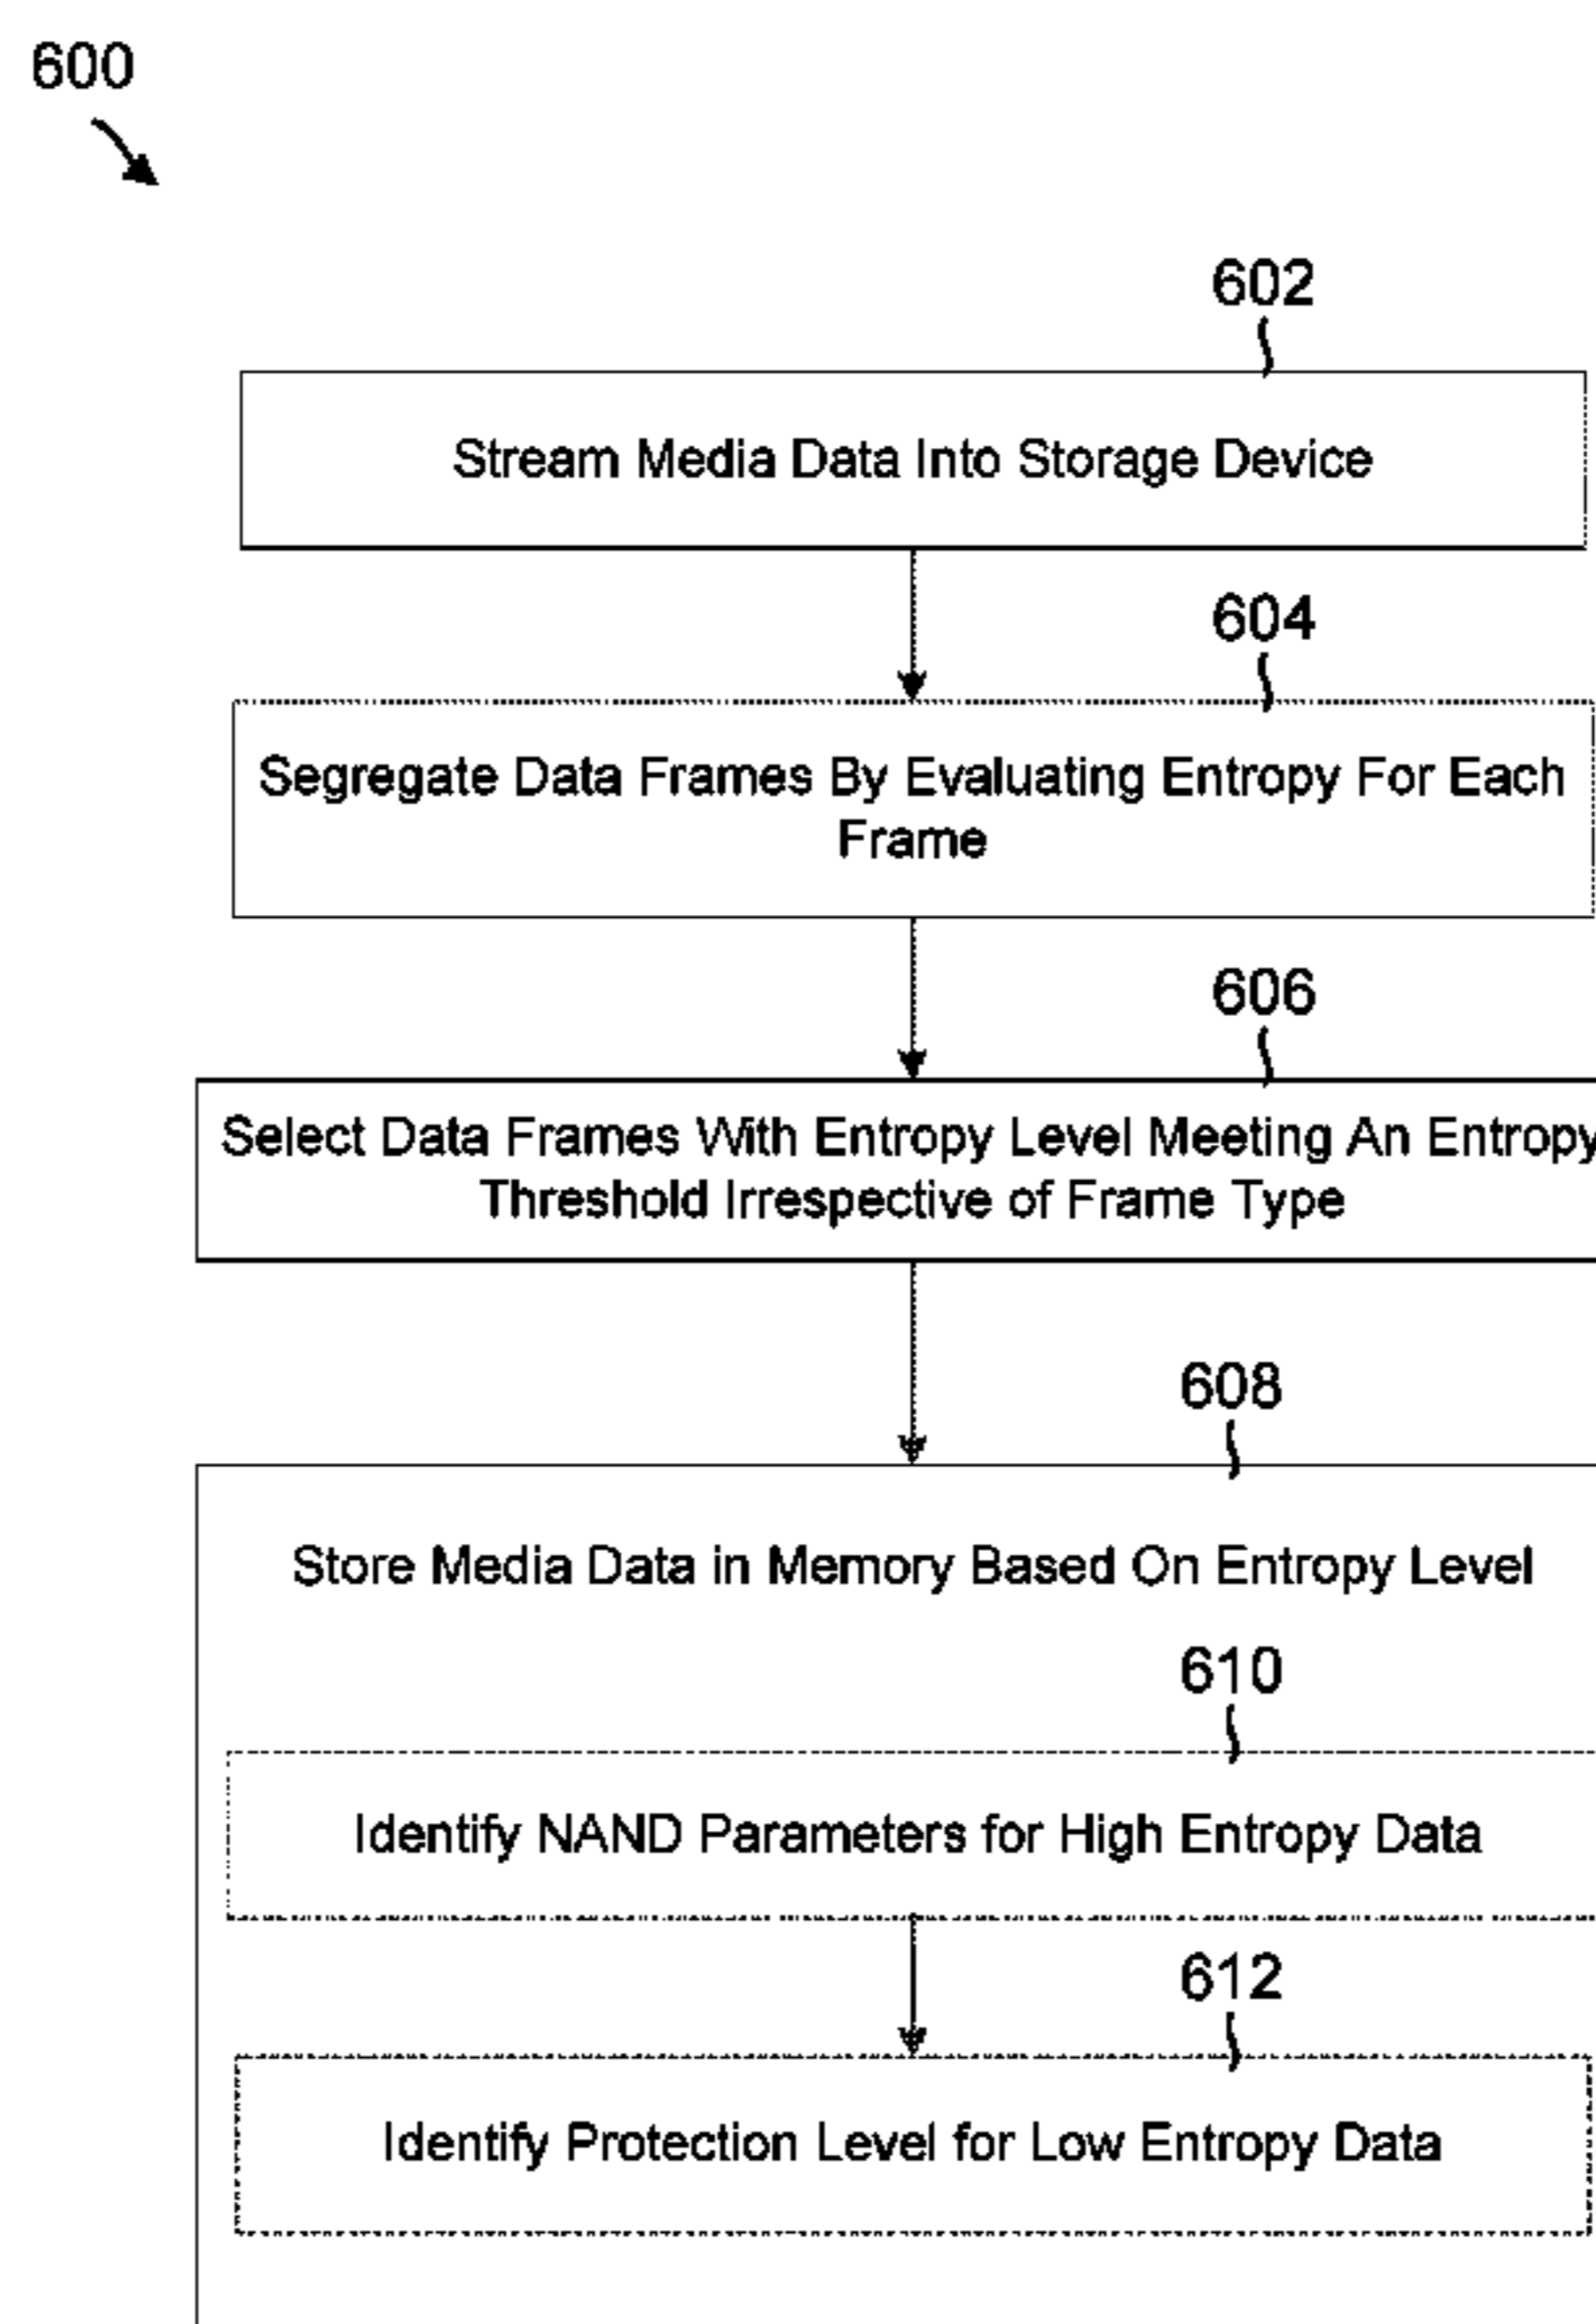 600
602
Stream Media Data Into Storage Device
604
Segregate Data Frames By Evaluating Entropy For Each
Frame
606
Select Data Frames With Entropy Level Meeting An Entropy
Threshold Irrespective of Frame Type
608
Store Media Data in Memory Based On Entropy Level
610
Identify NAND Parameters for High Entropy Data
612
Identify Protection Level for Low Entropy Data